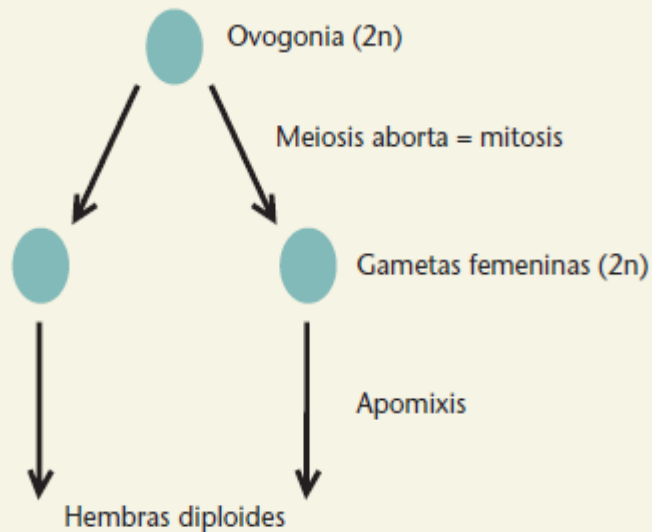 Ovogonia (2n)
Meiosis aborta = mitosis
Gametas femeninas (2n)
Apomixis
Hembras diploides